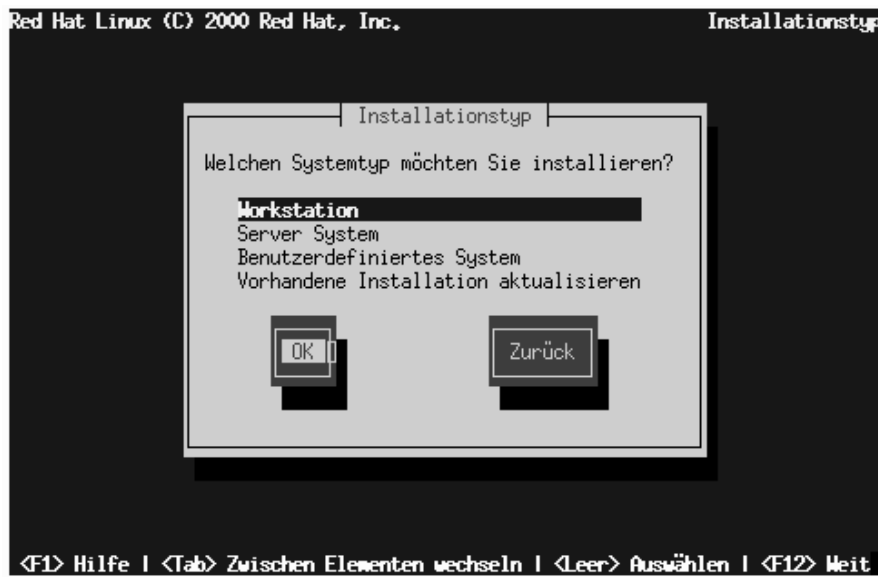 Red Hat Linux (C) 2000 Red Hat, Inc. Installationstyp
Installationstyp
Welchen Systemtyp möchten Sie installieren?
Workstation
Server System
Benutzerdefiniertes System
Vorhandene Installation aktualisieren
OK Zurück
<F1> Hilfe | <Tab> Zwischen Elementen wechseln | <Leer> Auswählen | <F12> Weit